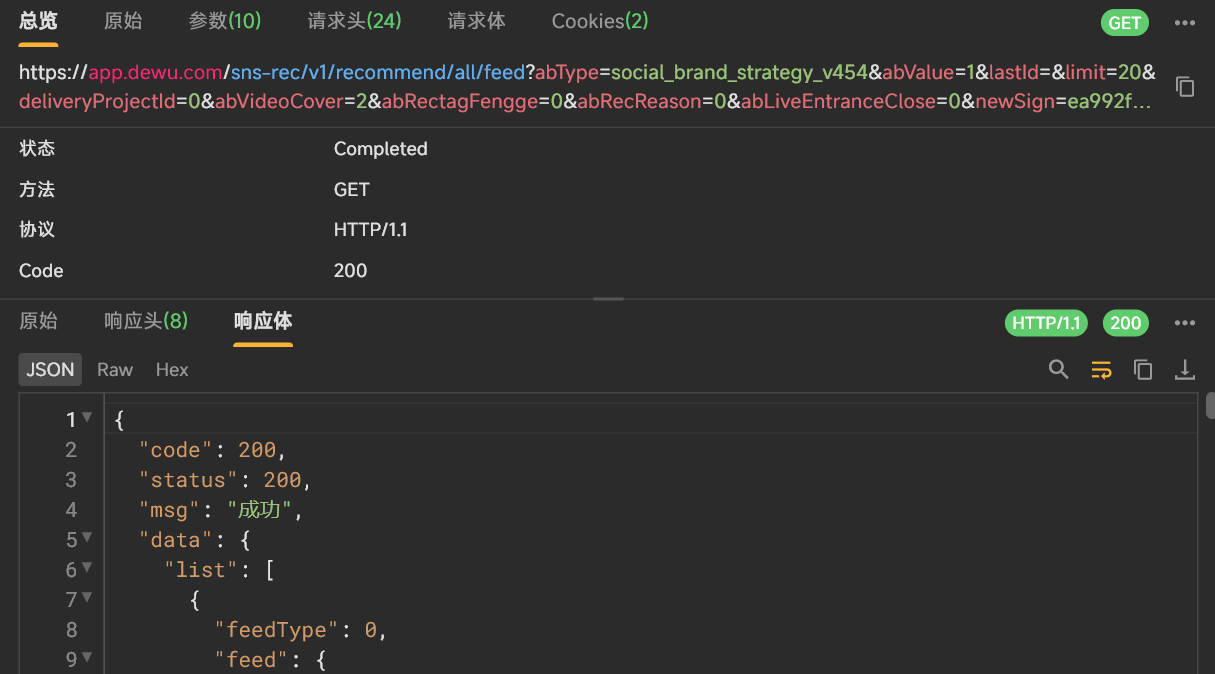 总览 原始 参数(10) 请求头(24) 请求体 Cookies(2) GET
https://app.dewu.com/sns-rec/v1/recommend/all/feed?abType=social_brand_strategy_v454&abValue=1&lastId=&limit=20&
deliveryProjectId=0&abVideoCover=2&abRectagFengge=0&abRecReason=0&abLiveEntranceClose=0&newSign=ea992f...
状态 Completed
方法 GET
协议 HTTP/1.1
Code 200
原始 响应头(8) 响应体 HTTP/1.1 200
JSON Raw Hex
1 {
2 "code": 200,
3 "status": 200,
4 "msg": "成功",
5 "data": {
6 "list": [
7 {
8 "feedType": 0,
9 "feed": {